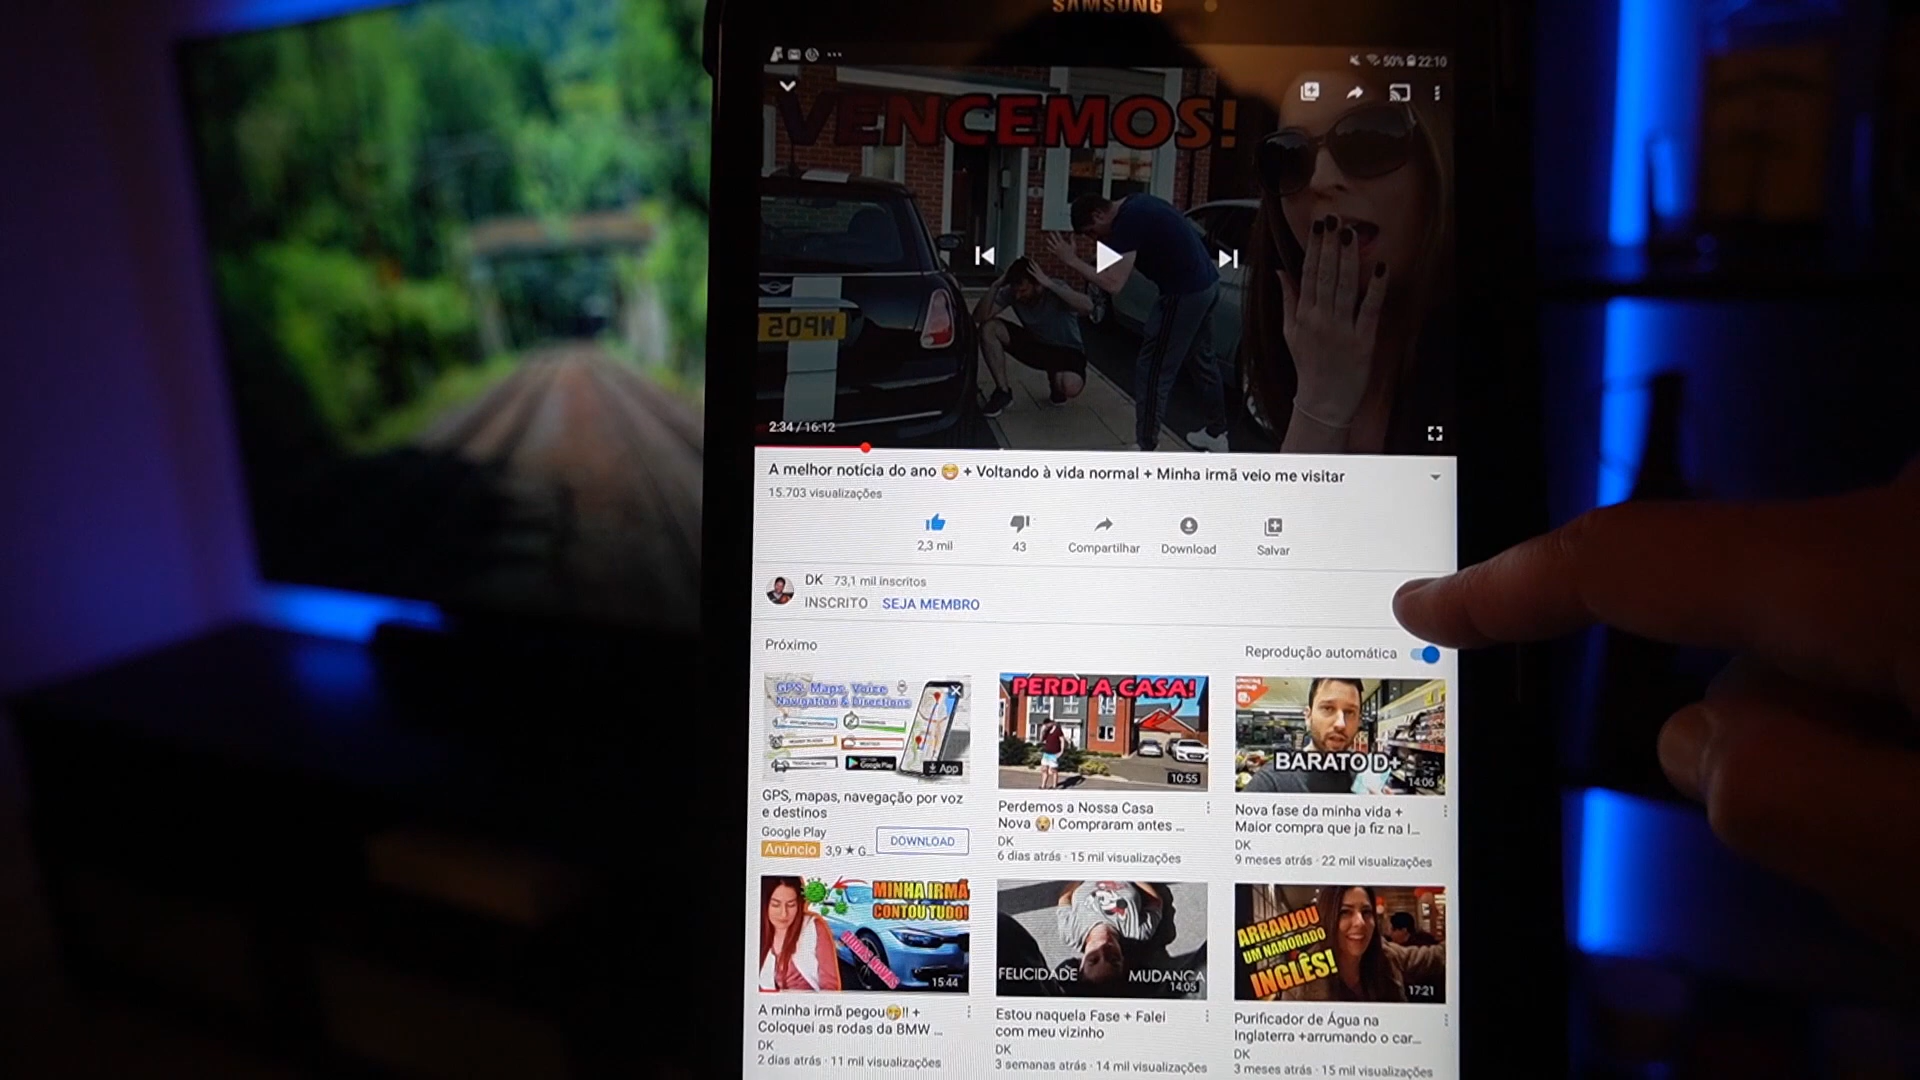 SAMSUNG
50% 22:10
VENCEMOS!
WP05
2:34 / 16:12
A melhor notícia do ano 😁 + Voltando à vida normal + Minha irmã veio me visitar
15.703 visualizações
2,3 mil
43
Compartilhar
Download
Salvar
DK 73,1 mil inscritos
INSCRITO SEJA MEMBRO
Próximo
Reprodução automática
GPS, Maps, Voice
Navigation & Directions
Google Play
App
GPS, mapas, navegação por voz
e destinos
Google Play
Anúncio 3,9 ★ G...
DOWNLOAD
PERDI A CASA!
10:55
Perdemos a Nossa Casa
Nova 😭! Compraram antes ...
DK
6 dias atrás · 15 mil visualizações
BARATO D+
14:06
Nova fase da minha vida +
Maior compra que ja fiz na I...
DK
9 meses atrás · 22 mil visualizações
MINHA IRMÃ
CONTOU TUDO!
RODAS NOVAS
15:44
A minha irmã pegou🤭!! +
Coloquei as rodas da BMW ...
DK
2 dias atrás · 11 mil visualizações
FELICIDADE MUDANÇA
14:05
Estou naquela Fase + Falei
com meu vizinho
DK
3 semanas atrás · 14 mil visualizações
ARRANJOU
UM NAMORADO
INGLÊS!
17:21
Purificador de Água na
Inglaterra +arrumando o car...
DK
3 meses atrás · 15 mil visualizações